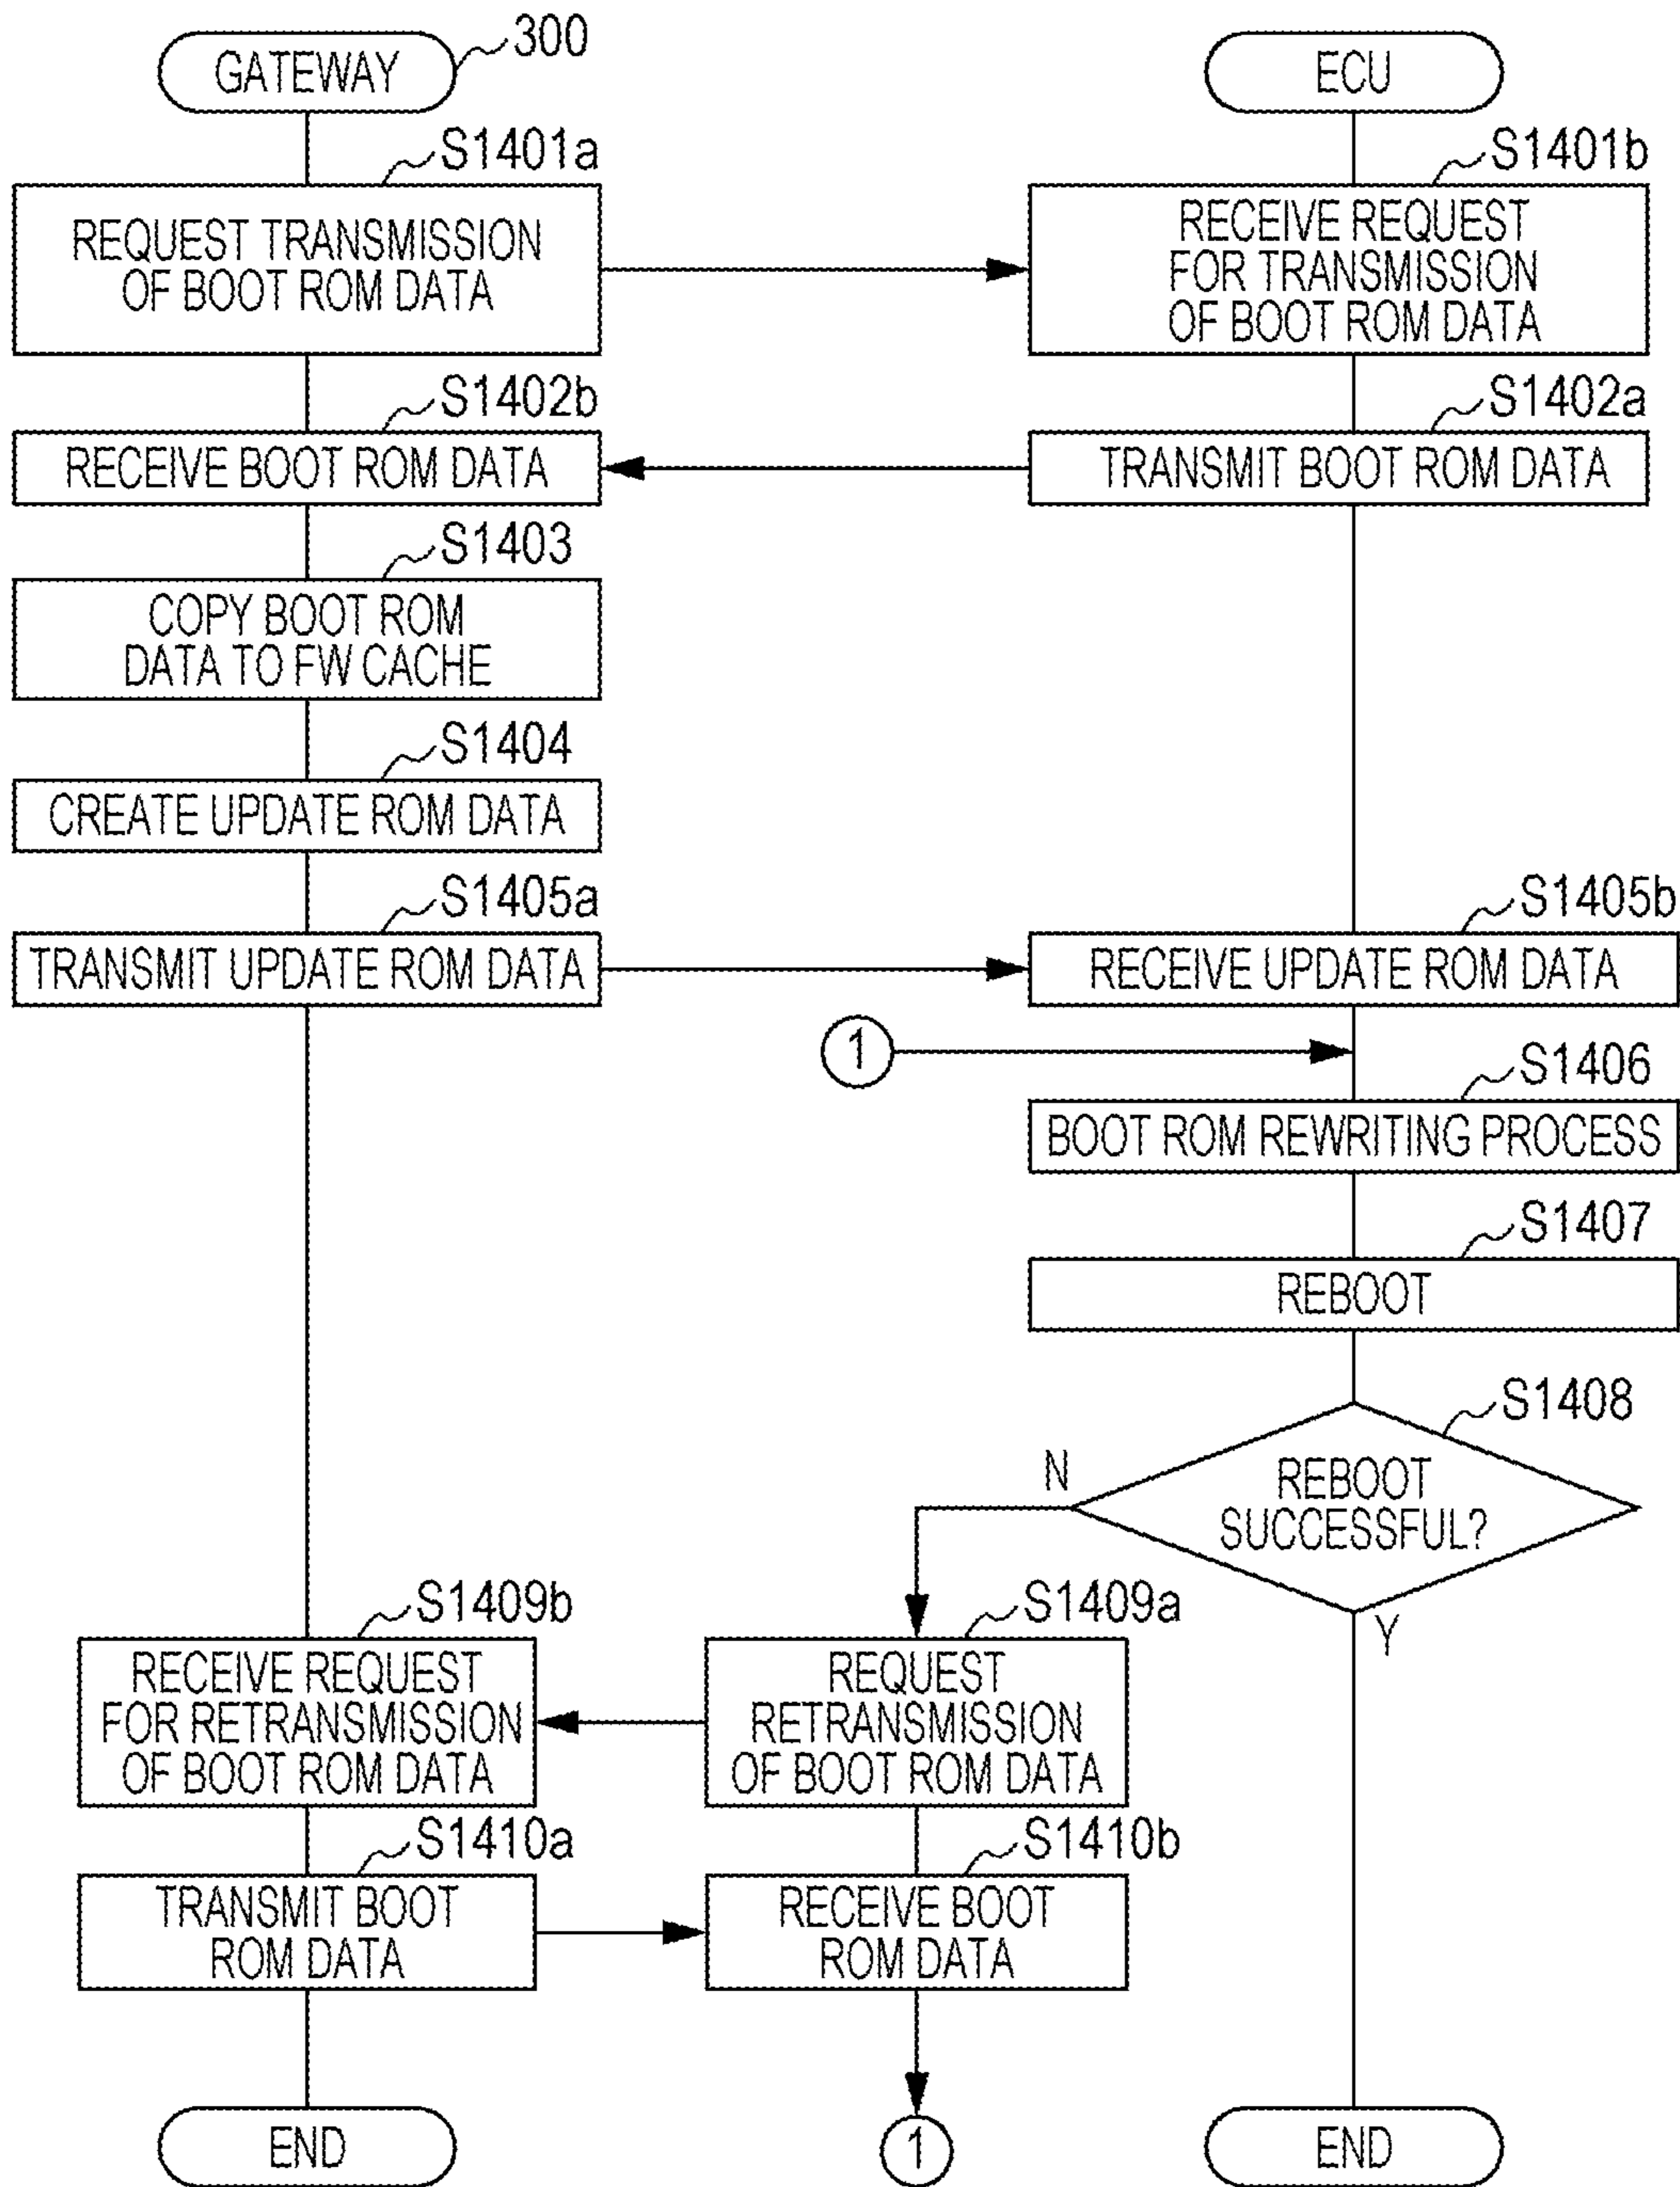 GATEWAY
300
ECU
S1401a
REQUEST TRANSMISSION
OF BOOT ROM DATA
S1401b
RECEIVE REQUEST
FOR TRANSMISSION
OF BOOT ROM DATA
S1402b
RECEIVE BOOT ROM DATA
S1402a
TRANSMIT BOOT ROM DATA
S1403
COPY BOOT ROM
DATA TO FW CACHE
S1404
CREATE UPDATE ROM DATA
S1405a
TRANSMIT UPDATE ROM DATA
S1405b
RECEIVE UPDATE ROM DATA
1
S1406
BOOT ROM REWRITING PROCESS
S1407
REBOOT
S1408
REBOOT
SUCCESSFUL?
N
Y
S1409b
RECEIVE REQUEST
FOR RETRANSMISSION
OF BOOT ROM DATA
S1409a
REQUEST
RETRANSMISSION
OF BOOT ROM DATA
S1410a
TRANSMIT BOOT
ROM DATA
S1410b
RECEIVE BOOT
ROM DATA
END
1
END